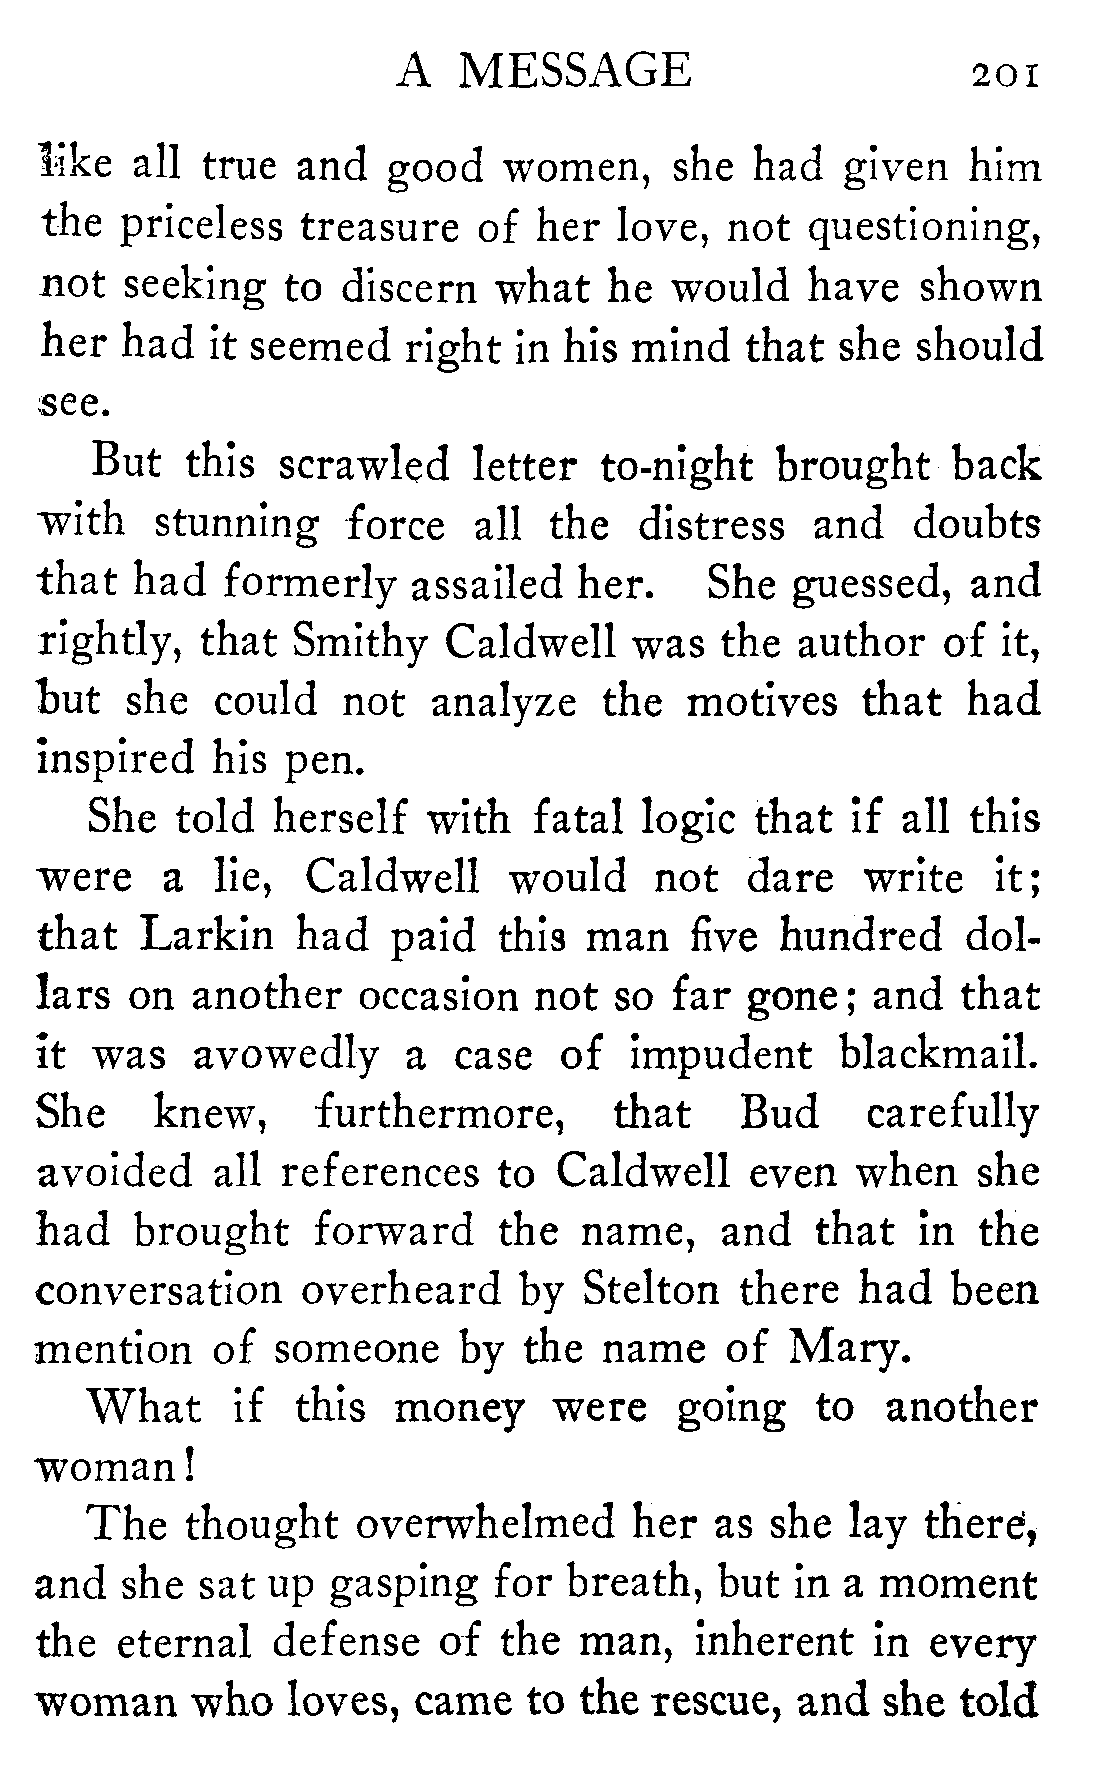 A MESSAGE 201
like all true and good women, she had given him
the priceless treasure of her love, not questioning,
not seeking to discern what he would have shown
her had it seemed right in his mind that she should
see.
But this scrawled letter to-night brought back
with stunning force all the distress and doubts
that had formerly assailed her. She guessed, and
rightly, that Smithy Caldwell was the author of it,
but she could not analyze the motives that had
inspired his pen.
She told herself with fatal logic that if all this
were a lie, Caldwell would not dare write it;
that Larkin had paid this man five hundred dol-
lars on another occasion not so far gone; and that
it was avowedly a case of impudent blackmail.
She knew, furthermore, that Bud carefully
avoided all references to Caldwell even when she
had brought forward the name, and that in the
conversation overheard by Stelton there had been
mention of someone by the name of Mary.
What if this money were going to another
woman!
The thought overwhelmed her as she lay there,
and she sat up gasping for breath, but in a moment
the eternal defense of the man, inherent in every
woman who loves, came to the rescue, and she told